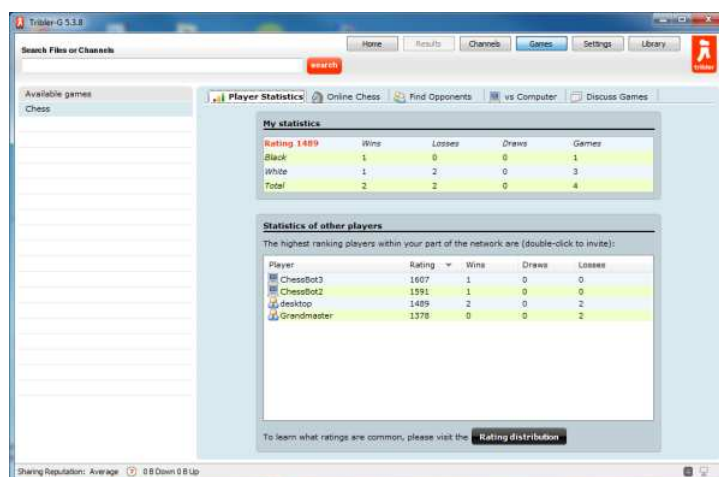 Tribler-G 5.3.8
Search Files or Channels
Home Results Channels Games Settings Library
search
tribler
Available games
Chess
Player Statistics Online Chess Find Opponents vs Computer Discuss Games
My statistics
Rating 1489 Wins Losses Draws Games
Black 1 0 0 1
White 1 2 0 3
Total 2 2 0 4
Statistics of other players
The highest ranking players within your part of the network are (double-click to invite):
Player Rating Wins Draws Losses
ChessBot3 1607 1 0 0
ChessBot2 1591 1 0 0
desktop 1489 2 0 2
Grandmaster 1378 0 0 2
To learn what ratings are common, please visit the Rating distribution
Sharing Reputation: Average ? 0 B Down 0 B Up